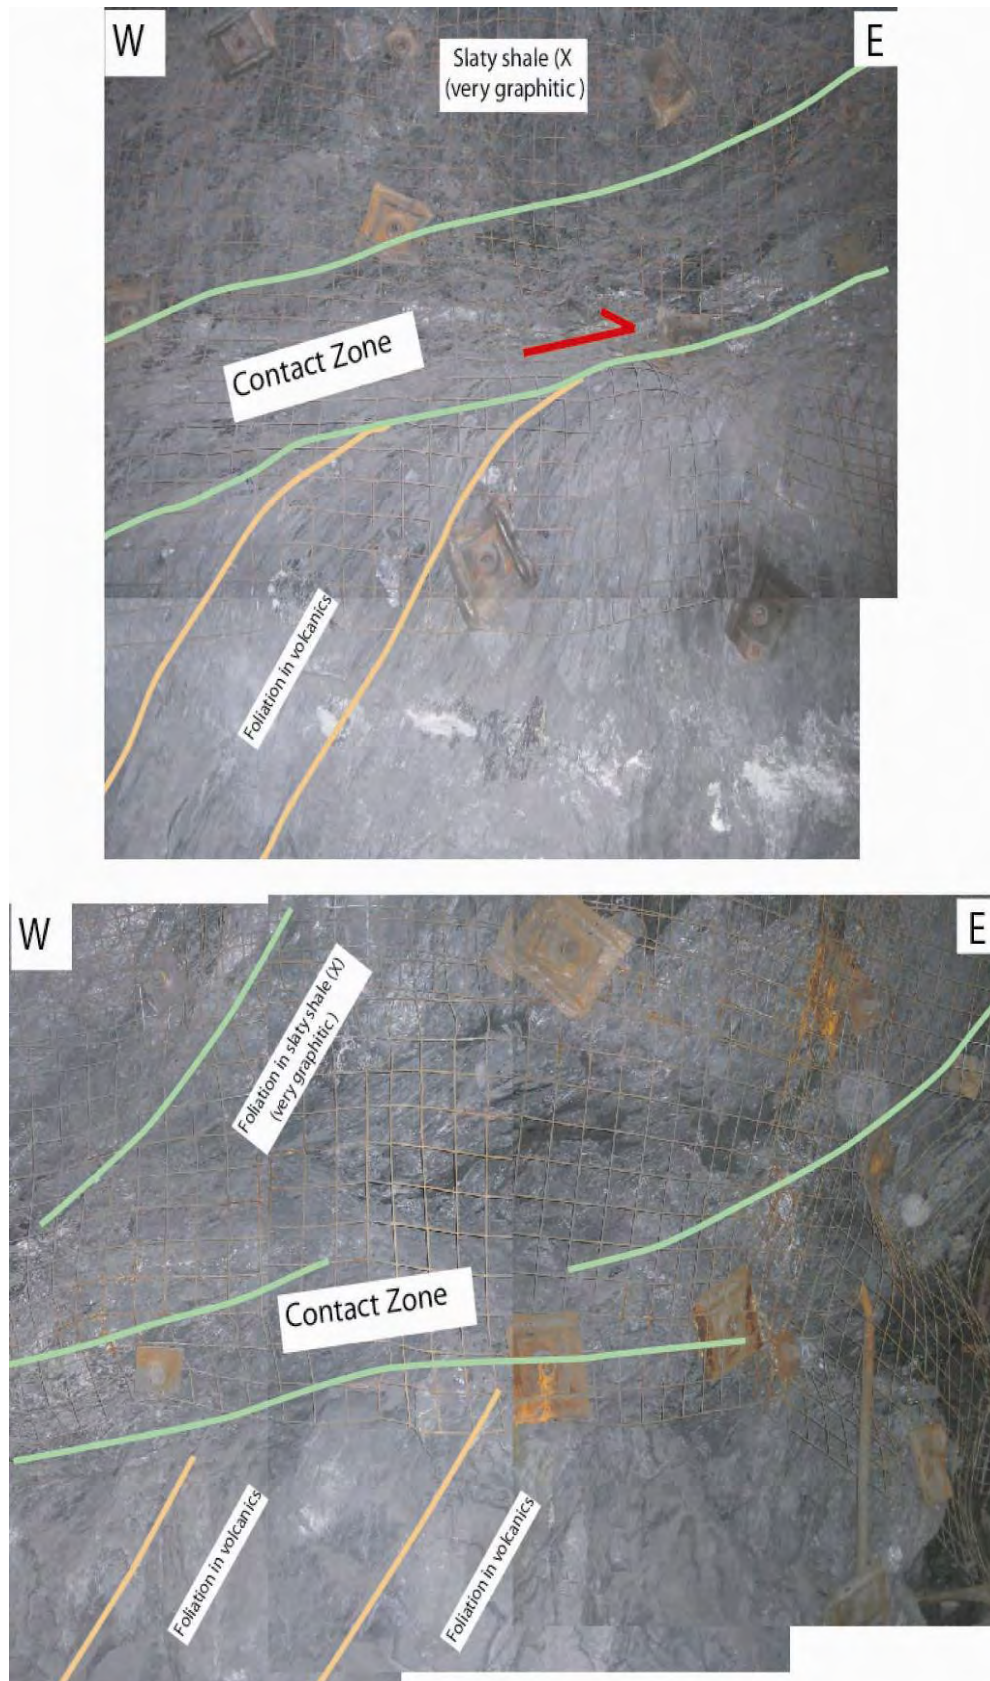 W
E
Slaty shale (X
(very graphitic )
Contact Zone
Foliation in volcanics
W
E
Foliation in slaty shale (X)
(very graphitic)
Contact Zone
Foliation in volcanics
Foliation in volcanics